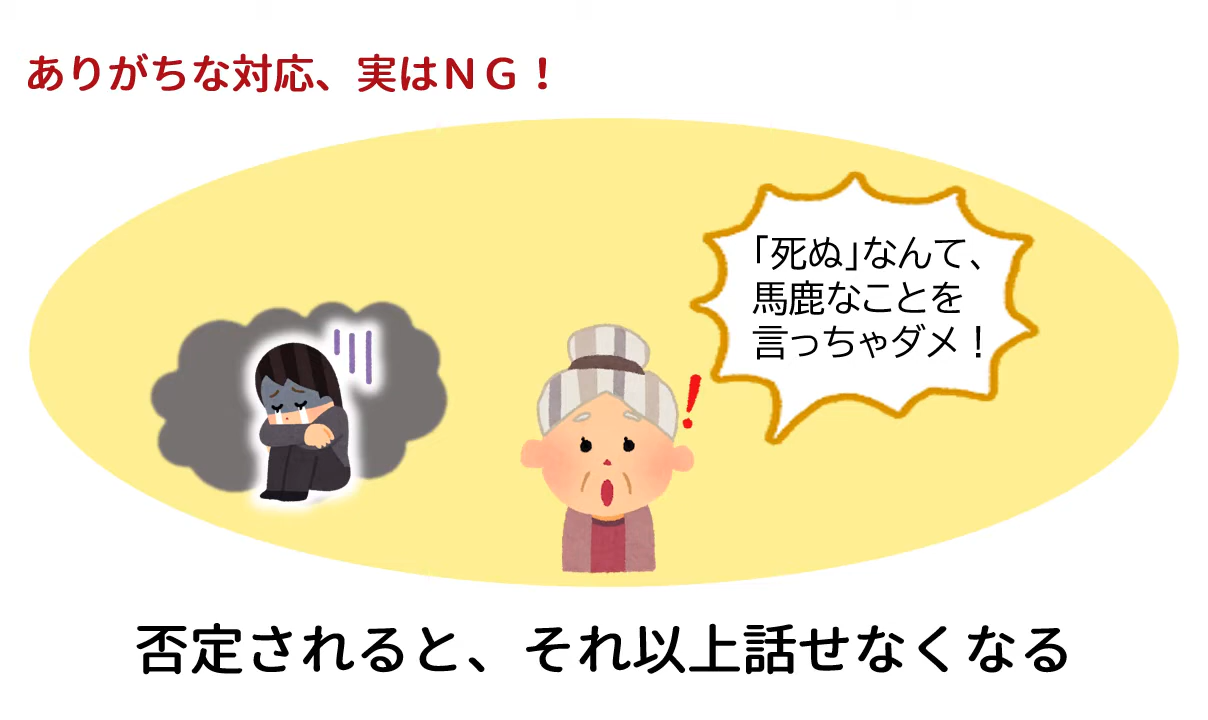 ありがちな対応、実はＮＧ！
「死ぬ」なんて、
馬鹿なことを
言っちゃダメ！
否定されると、それ以上話せなくなる